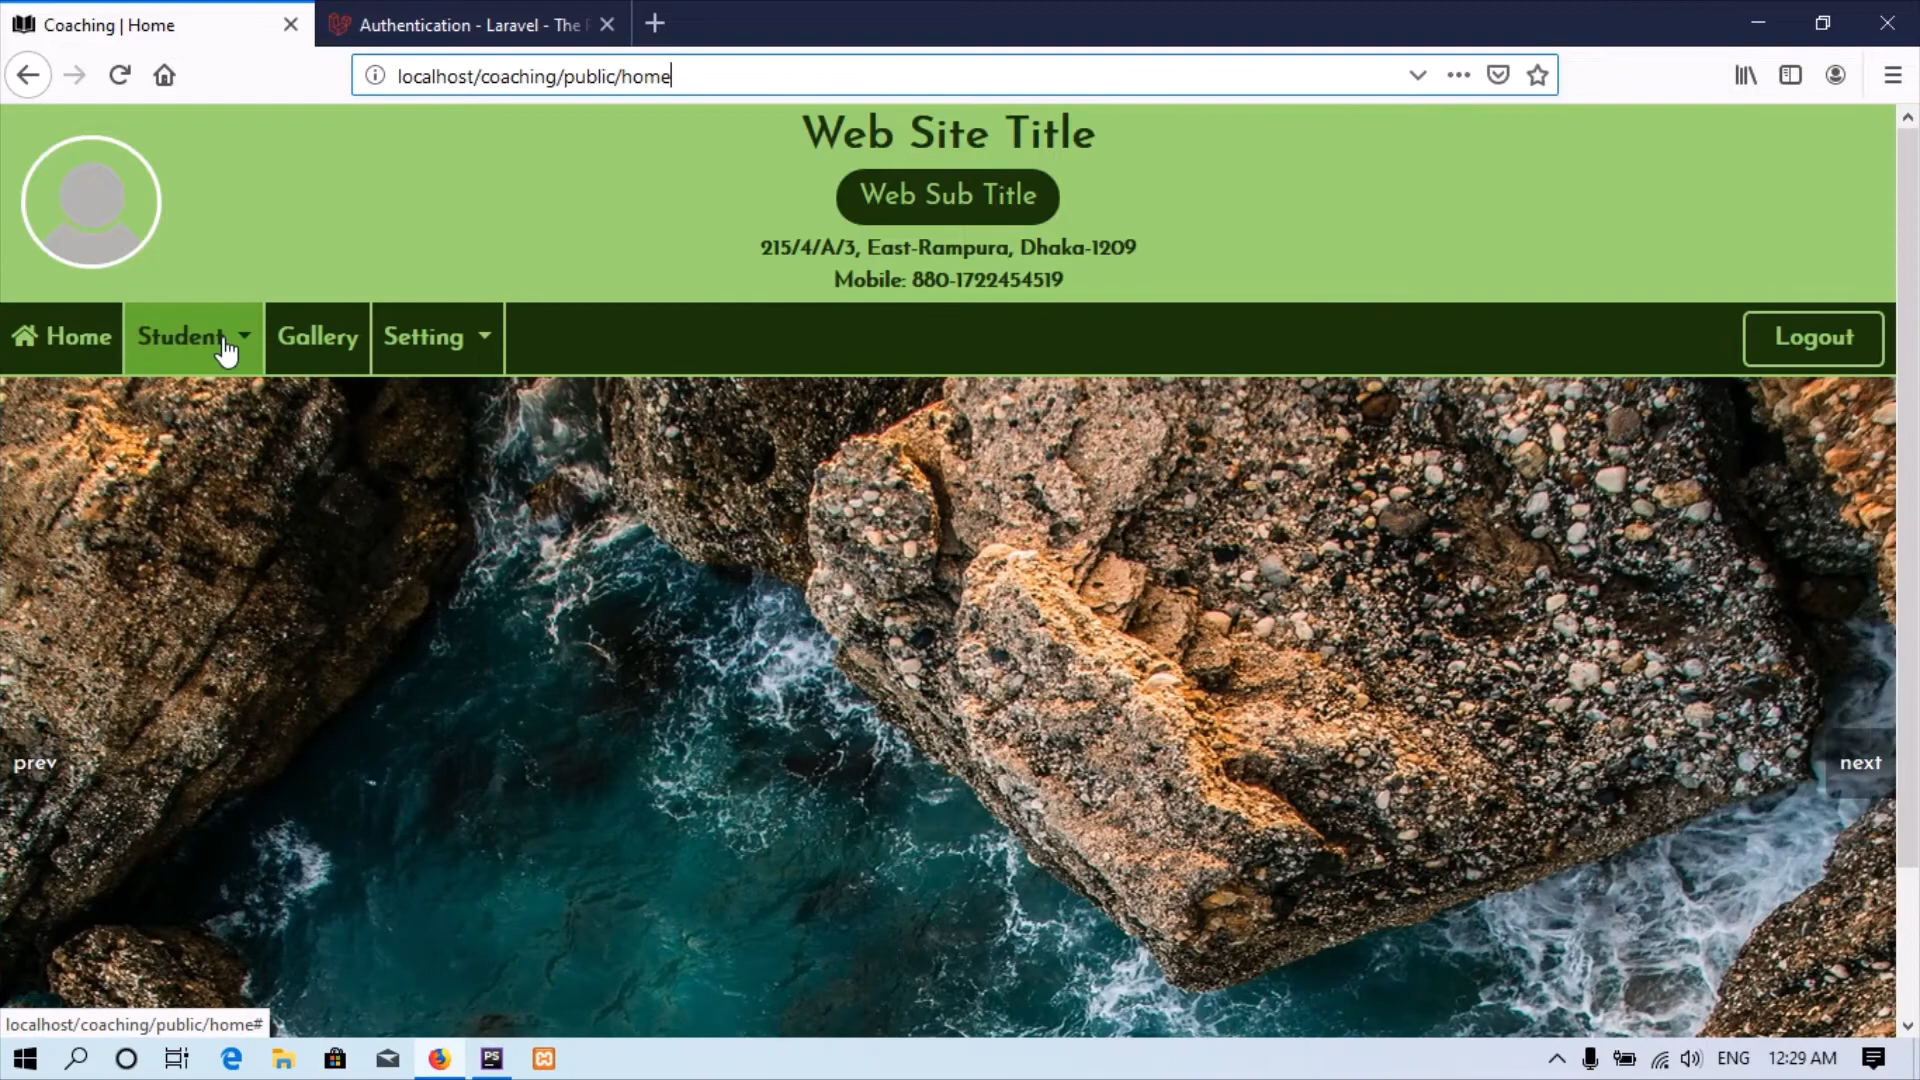 Coaching | Home
Authentication - Laravel - The
localhost/coaching/public/home
Web Site Title
Web Sub Title
215/4/A/3, East-Rampura, Dhaka-1209
Mobile: 880-1722454519
Home
Student
Gallery
Setting
Logout
prev
next
localhost/coaching/public/home#
PS
ENG
12:29 AM